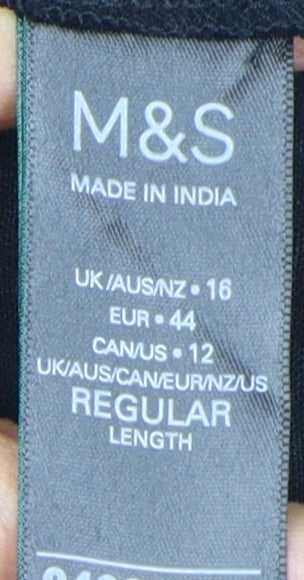 M&S
MADE IN INDIA
UK/AUS/NZ • 16
EUR • 44
CAN/US • 12
UK/AUS/CAN/EUR/NZ/US
REGULAR
LENGTH